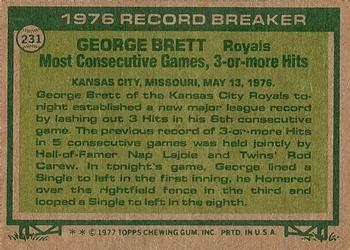 1976 RECORD BREAKER
231
GEORGE BRETT Royals
Most Consecutive Games, 3-or-more Hits
KANSAS CITY, MISSOURI, MAY 13, 1976.
George Brett of the Kansas City Royals to-
night established a new major league record
by lashing out 3 Hits in his 6th consecutive
game. The previous record of 3-or-more Hits
in 5 consecutive games was held jointly by
Hall-of-Famer Nap Lajoie and Twins' Rod
Carew. In tonight's game, George lined a
Single to left in the first inning, he Homered
over the rightfield fence in the third and
looped a Single to left in the eighth.
** © 1977 TOPPS CHEWING GUM, INC. PRTD. IN U.S.A.